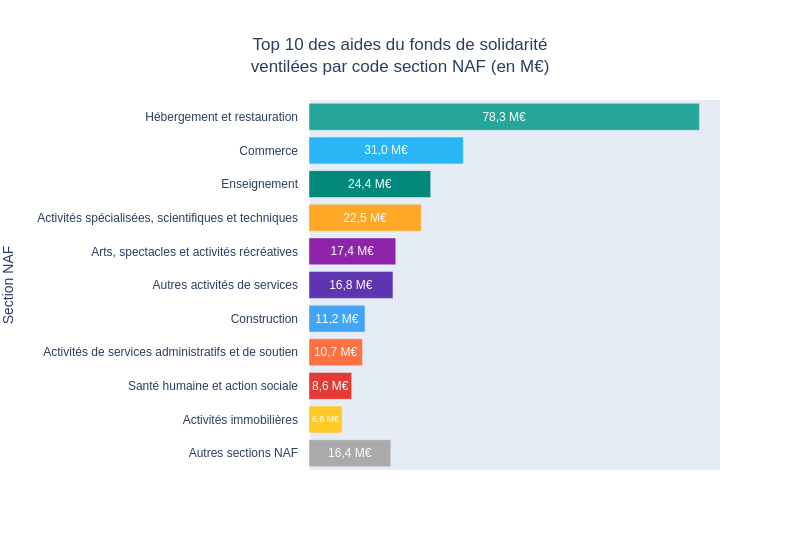 Top 10 des aides du fonds de solidarité
ventilées par code section NAF (en M€)
Section NAF
Hébergement et restauration 78,3 M€
Commerce 31,0 M€
Enseignement 24,4 M€
Activités spécialisées, scientifiques et techniques 22,5 M€
Arts, spectacles et activités récréatives 17,4 M€
Autres activités de services 16,8 M€
Construction 11,2 M€
Activités de services administratifs et de soutien 10,7 M€
Santé humaine et action sociale 8,6 M€
Activités immobilières 6,6 M€
Autres sections NAF 16,4 M€